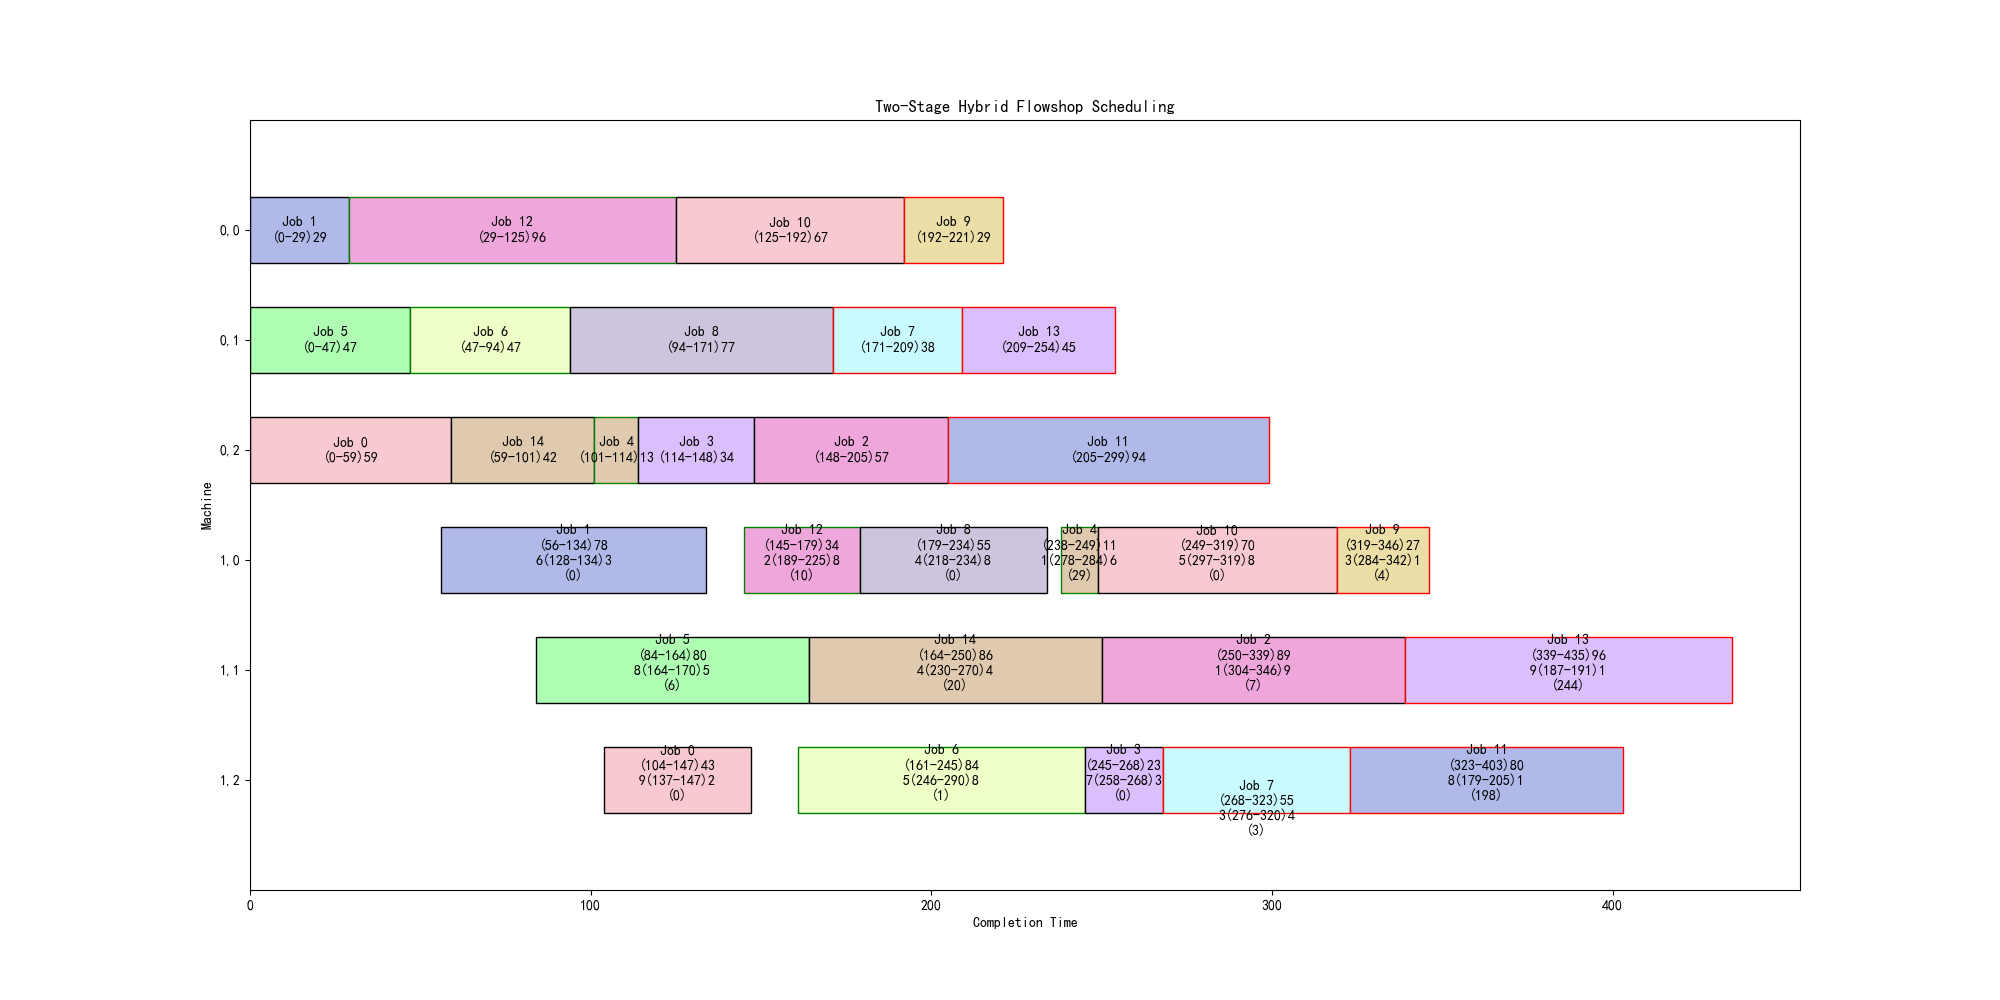 Two-Stage Hybrid Flowshop Scheduling
Machine
0,0
Job 1
(0-29)29
Job 12
(29-125)96
Job 10
(125-192)67
Job 9
(192-221)29
0,1
Job 5
(0-47)47
Job 6
(47-94)47
Job 8
(94-171)77
Job 7
(171-209)38
Job 13
(209-254)45
0,2
Job 0
(0-59)59
Job 14
(59-101)42
Job 4
(101-114)13
Job 3
(114-148)34
Job 2
(148-205)57
Job 11
(205-299)94
1,0
Job 1
(56-134)78
6(128-134)3
(0)
Job 12
(145-179)34
2(189-225)8
(10)
Job 8
(179-234)55
4(218-234)8
(0)
Job 4
(238-249)11
1(278-284)6
(29)
Job 10
(249-319)70
5(297-319)8
(0)
Job 9
(319-346)27
3(284-342)1
(4)
1,1
Job 5
(84-164)80
8(164-170)5
(6)
Job 14
(164-250)86
4(230-270)4
(20)
Job 2
(250-339)89
1(304-346)9
(7)
Job 13
(339-435)96
9(187-191)1
(244)
1,2
Job 0
(104-147)43
9(137-147)2
(0)
Job 6
(161-245)84
5(246-290)8
(1)
Job 3
(245-268)23
7(258-268)3
(0)
Job 7
(268-323)55
3(276-320)4
(3)
Job 11
(323-403)80
8(179-205)1
(198)
0
100
200
300
400
Completion Time